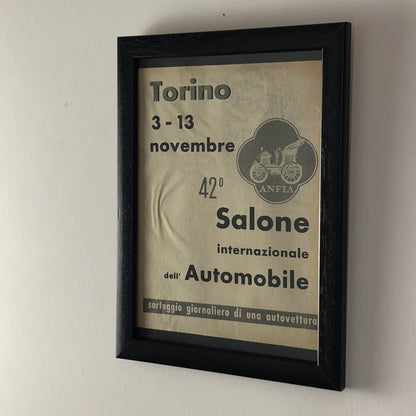 Torino
3 - 13
novembre
ANFIA
42°
Salone
internazionale
dell' Automobile
sorteggio giornaliero di una autovettura